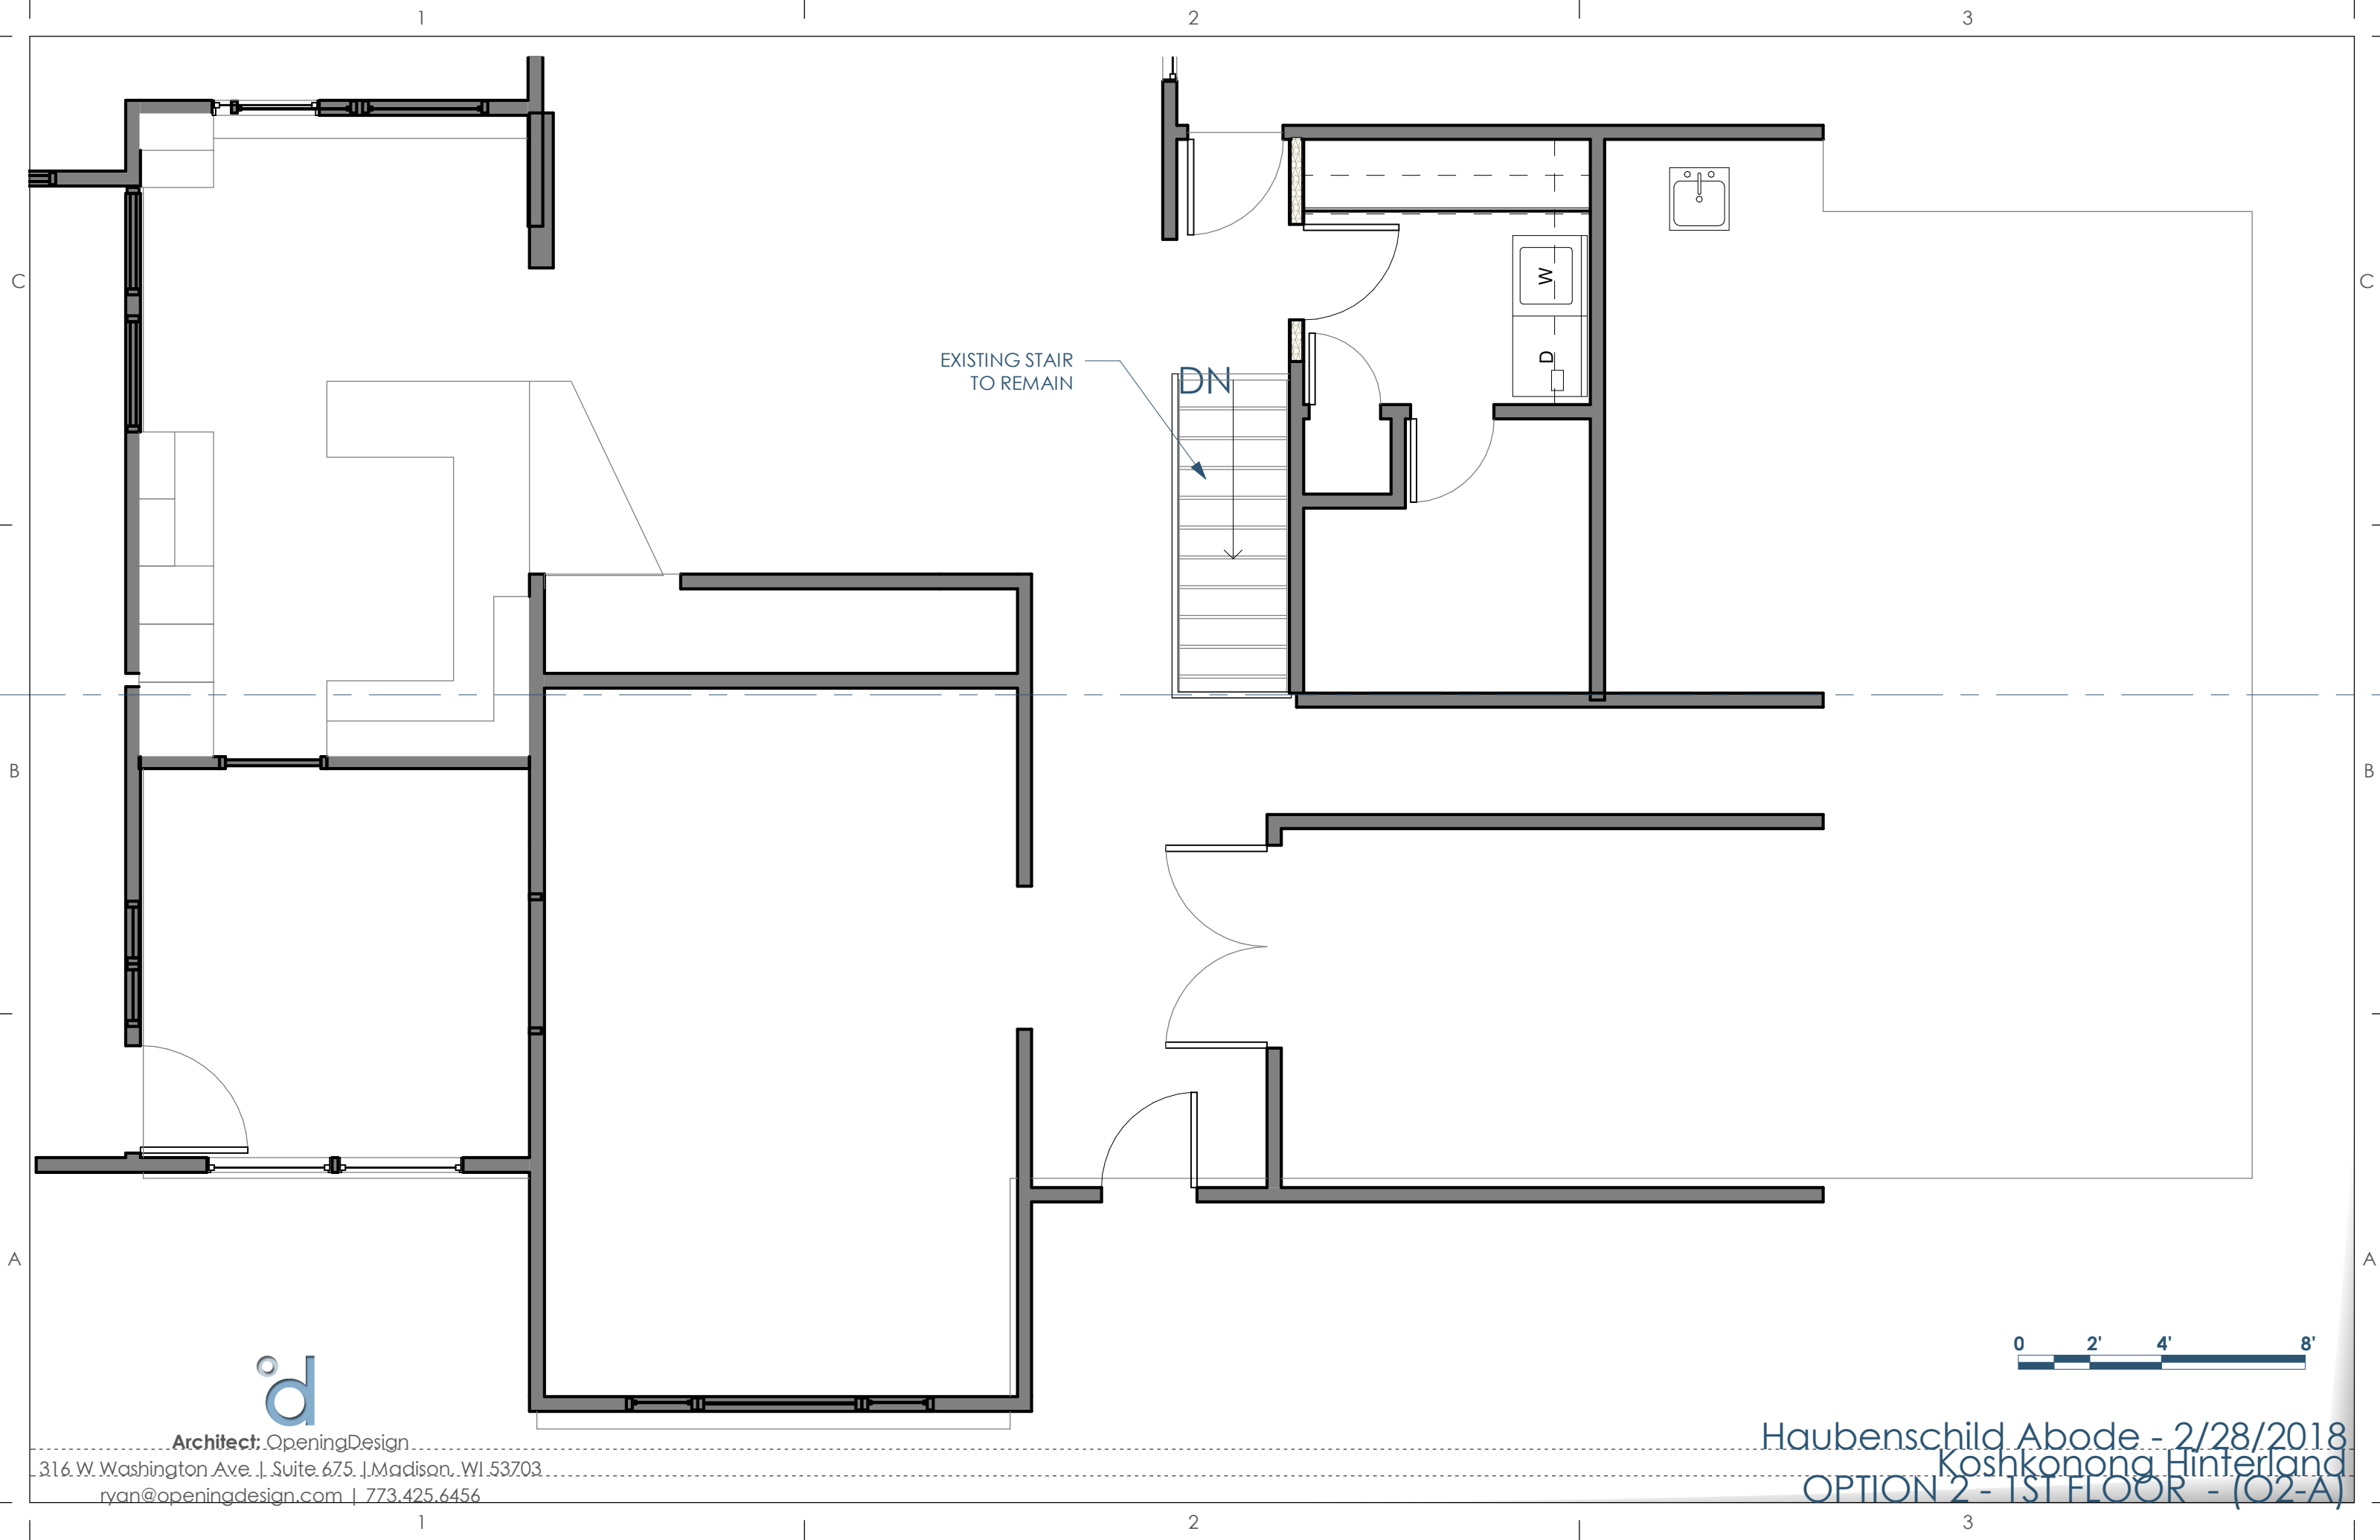 1 2 3
C C
W
EXISTING STAIR
TO REMAIN
DN
D
B B
A A
0 2' 4' 8'
d
Architect: OpeningDesign
316 W Washington Ave | Suite 675 |Madison, WI 53703
ryan@openingdesign.com | 773.425.6456
Haubenschild Abode - 2/28/2018
Koshkonong Hinterland
OPTION 2 - 1ST FLOOR - (O2-A)
1 2 3